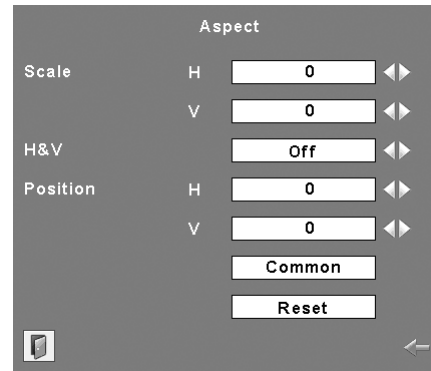 Aspect
Scale H 0
V 0
H&V Off
Position H 0
V 0
Common
Reset